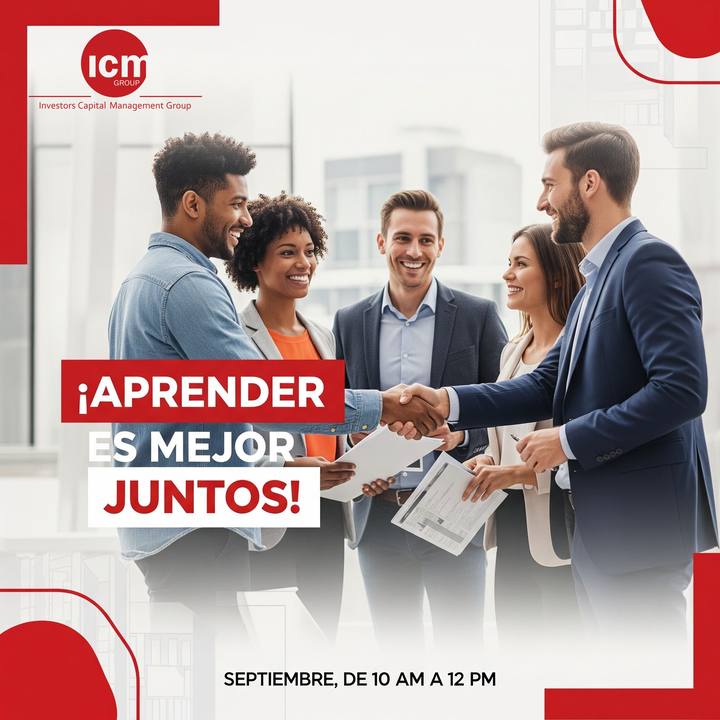 icm
GROUP
Investors Capital Management Group
¡APRENDER
ES MEJOR
JUNTOS!
SEPTIEMBRE, DE 10 AM A 12 PM